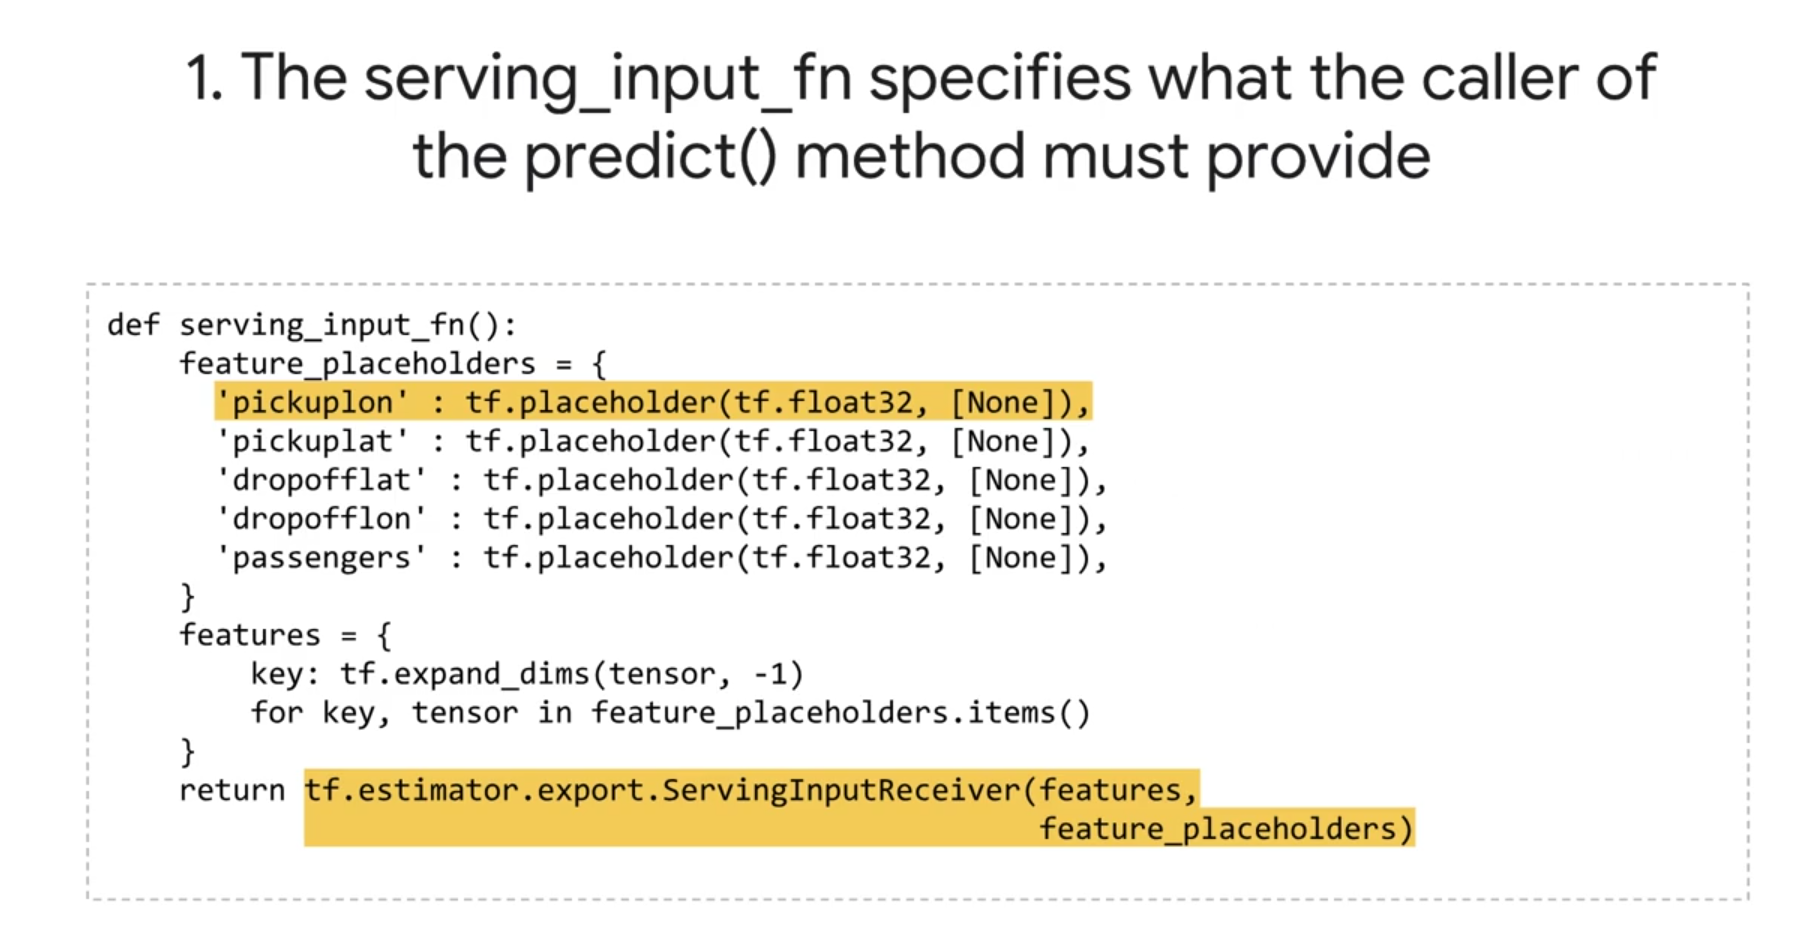 1. The serving_input_fn specifies what the caller of
the predict() method must provide
def serving_input_fn():
    feature_placeholders = {
      'pickuplon' : tf.placeholder(tf.float32, [None]),
      'pickuplat' : tf.placeholder(tf.float32, [None]),
      'dropofflat' : tf.placeholder(tf.float32, [None]),
      'dropofflon' : tf.placeholder(tf.float32, [None]),
      'passengers' : tf.placeholder(tf.float32, [None]),
    }
    features = {
        key: tf.expand_dims(tensor, -1)
        for key, tensor in feature_placeholders.items()
    }
    return tf.estimator.export.ServingInputReceiver(features,
                                                    feature_placeholders)